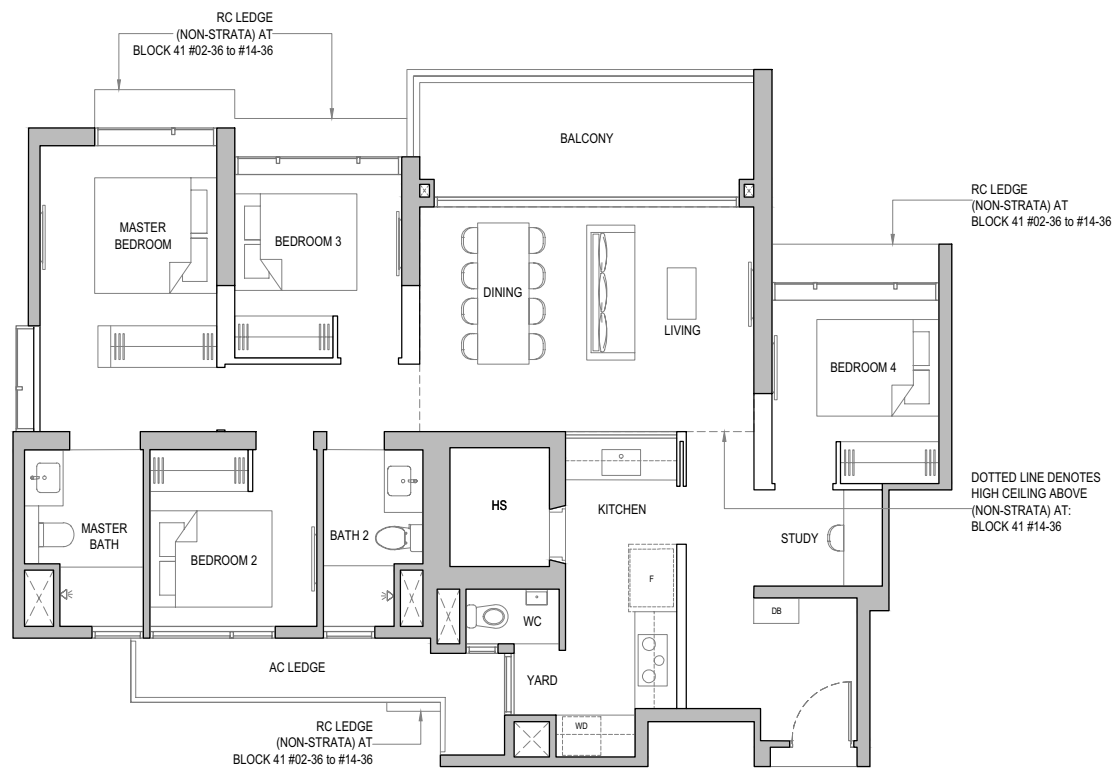 RC LEDGE
(NON-STRATA) AT
BLOCK 41 #02-36 to #14-36
BALCONY
RC LEDGE
(NON-STRATA) AT
BLOCK 41 #02-36 to #14-36
MASTER
BEDROOM
BEDROOM 3
DINING
LIVING
BEDROOM 4
DOTTED LINE DENOTES
HIGH CEILING ABOVE
(NON-STRATA) AT:
BLOCK 41 #14-36
HS
KITCHEN
MASTER
BATH
BEDROOM 2
BATH 2
STUDY
F
DB
WC
AC LEDGE
YARD
WD
RC LEDGE
(NON-STRATA) AT
BLOCK 41 #02-36 to #14-36